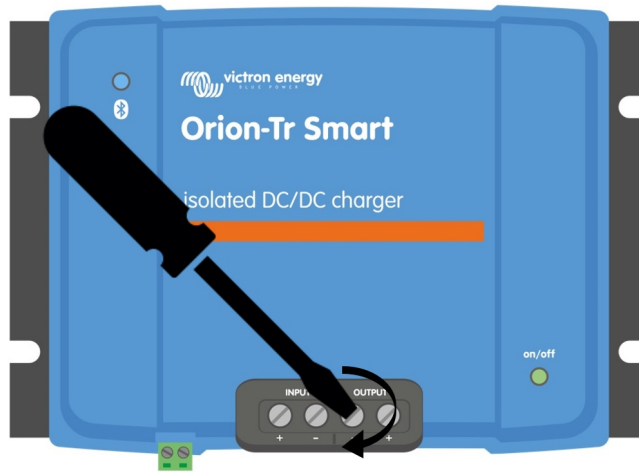 victron energy
BLUE POWER
Orion-Tr Smart
isolated DC/DC charger
on/off
INPUT
OUTPUT
+ - +